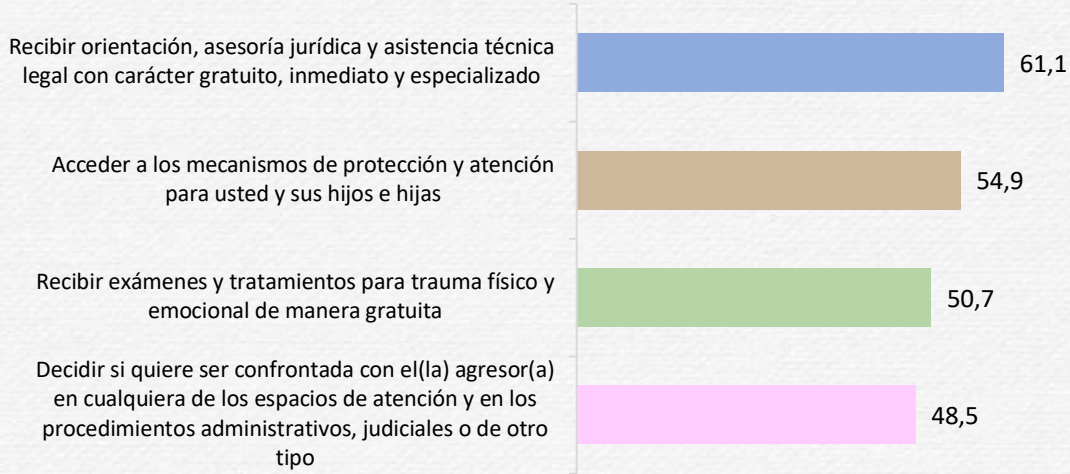 Recibir orientación, asesoría jurídica y asistencia técnica
legal con carácter gratuito, inmediato y especializado
61,1
Acceder a los mecanismos de protección y atención
para usted y sus hijos e hijas
54,9
Recibir exámenes y tratamientos para trauma físico y
emocional de manera gratuita
50,7
Decidir si quiere ser confrontada con el(la) agresor(a)
en cualquiera de los espacios de atención y en los
procedimientos administrativos, judiciales o de otro
tipo
48,5